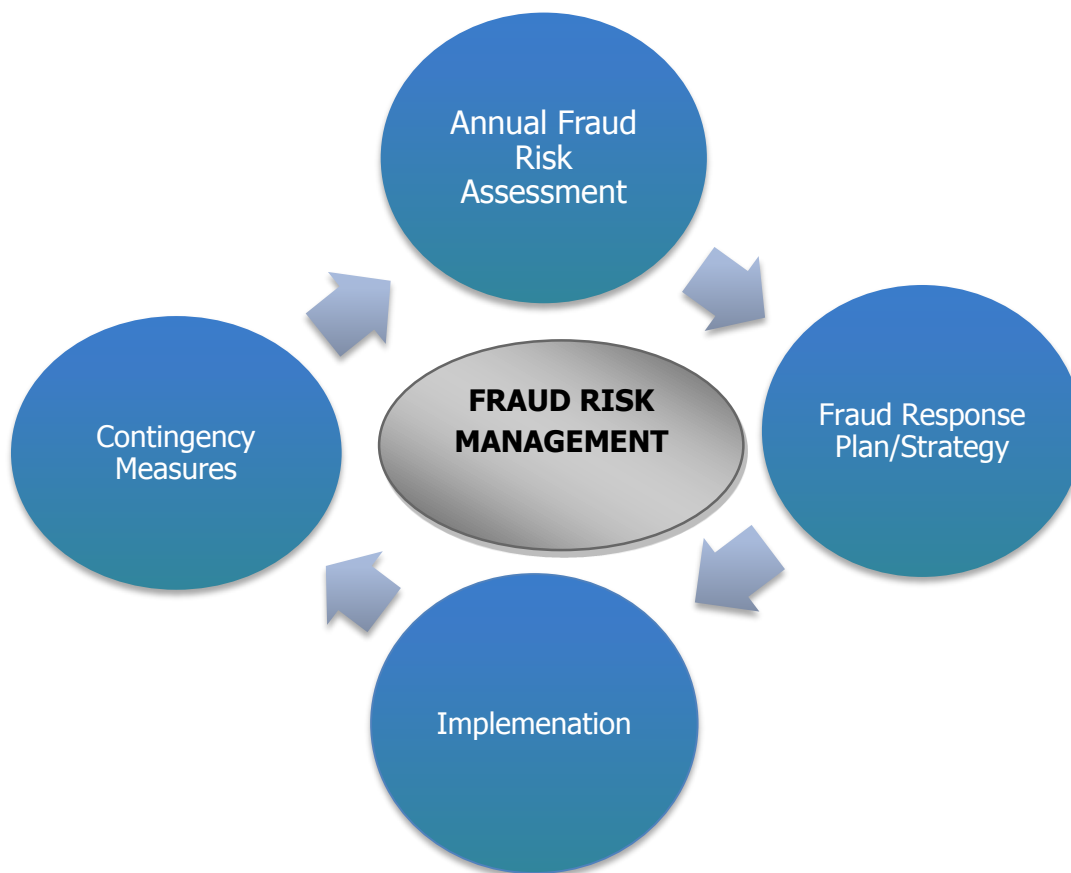 Annual Fraud
Risk
Assessment
Fraud Response
Plan/Strategy
Implemenation
Contingency
Measures
FRAUD RISK
MANAGEMENT